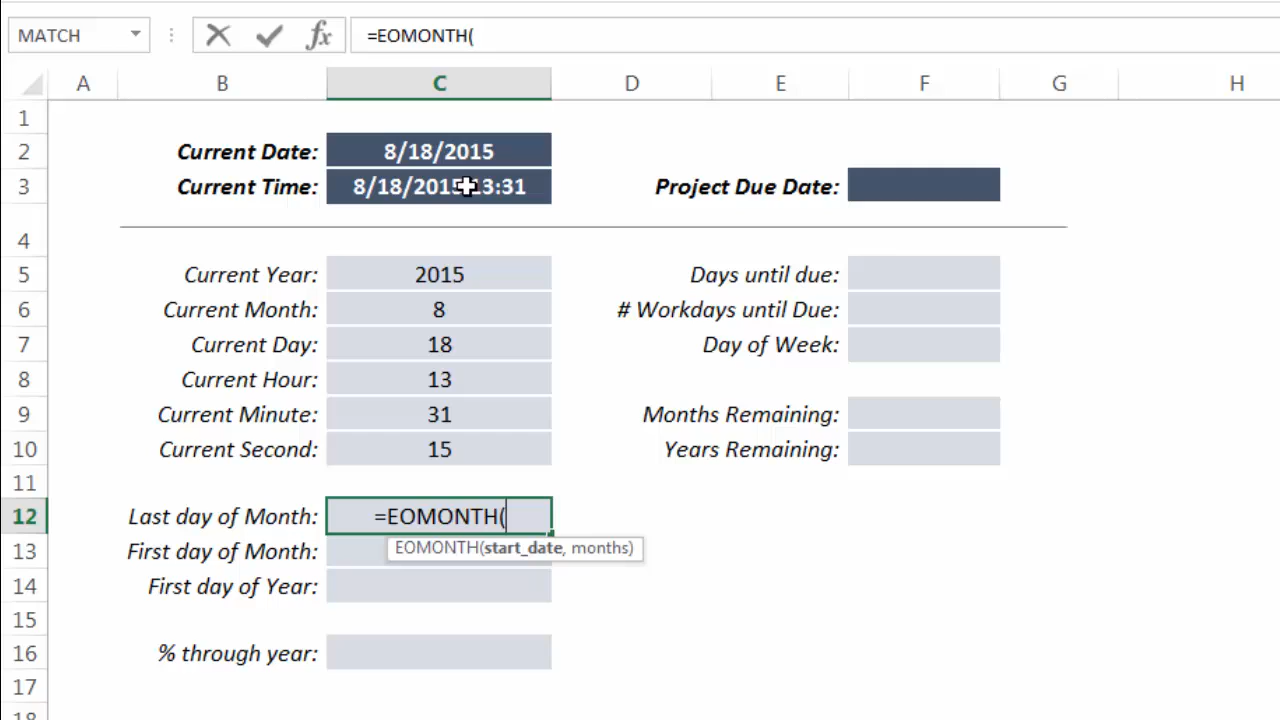 MATCH =EOMONTH(
A B C D E F G H
1
2 Current Date: 8/18/2015
3 Current Time: 8/18/2015 13:31 Project Due Date:
4
5 Current Year: 2015 Days until due:
6 Current Month: 8 # Workdays until Due:
7 Current Day: 18 Day of Week:
8 Current Hour: 13
9 Current Minute: 31 Months Remaining:
10 Current Second: 15 Years Remaining:
11
12 Last day of Month: =EOMONTH(
13 First day of Month: EOMONTH(start_date, months)
14 First day of Year:
15
16 % through year:
17
18